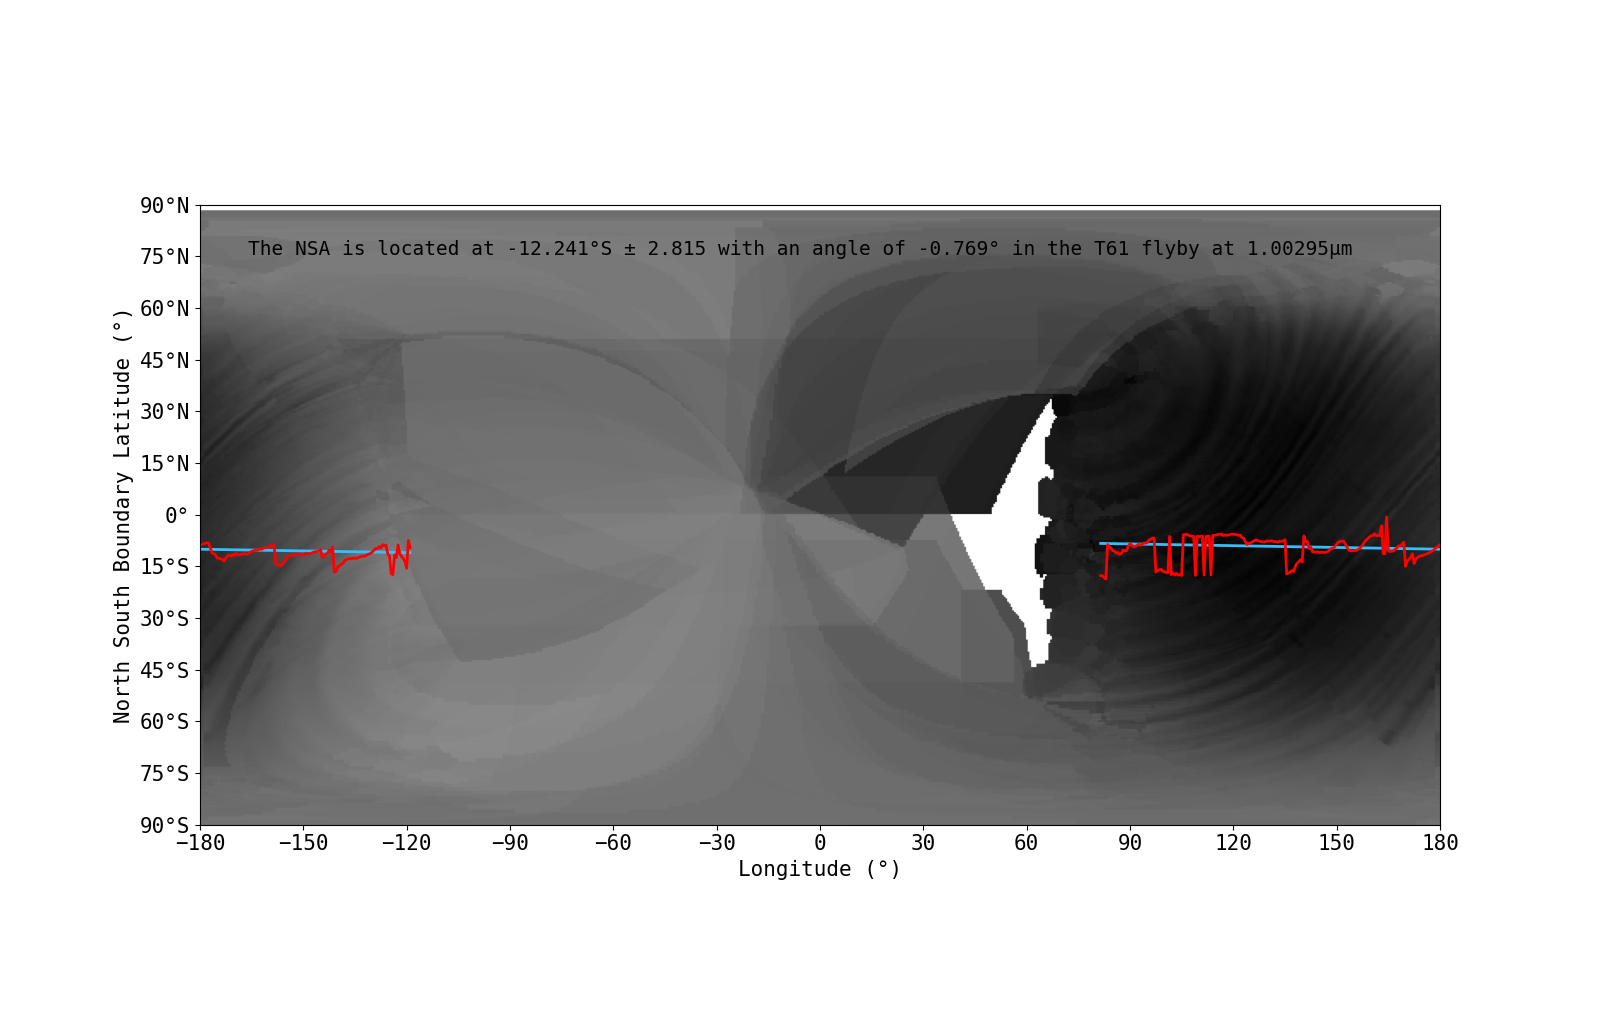 90°N
The NSA is located at -12.241°S ± 2.815 with an angle of -0.769° in the T61 flyby at 1.00295μm
75°N
60°N
45°N
30°N
15°N
0°
15°S
30°S
45°S
60°S
75°S
90°S
North South Boundary Latitude (°)
−180 −150 −120 −90 −60 −30 0 30 60 90 120 150 180
Longitude (°)